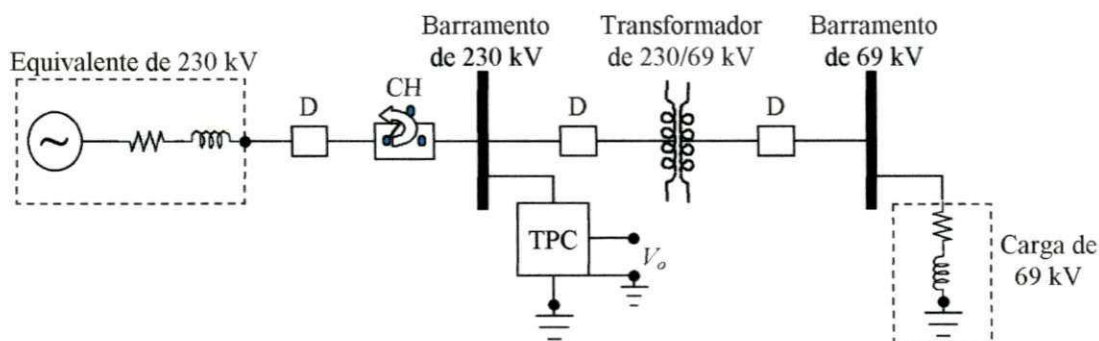 Equivalente de 230 kV
D
CH
Barramento
de 230 kV
D
Transformador
de 230/69 kV
D
Barramento
de 69 kV
TPC
Vo
Carga de
69 kV